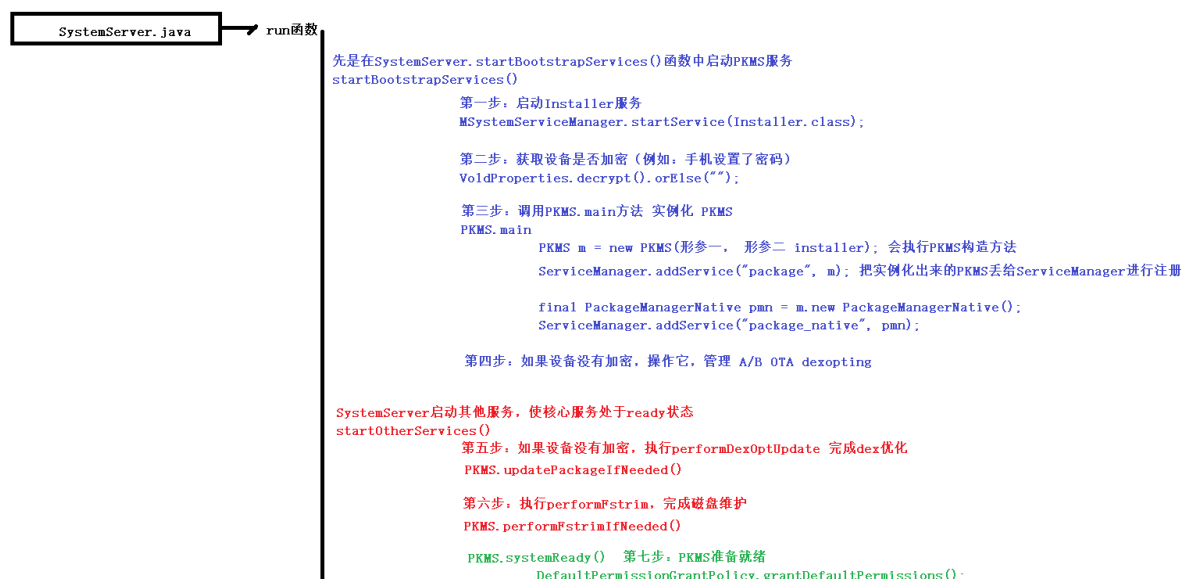 SystemServer.java
run函数
先是在SystemServer.startBootstrapServices()函数中启动PKMS服务
startBootstrapServices()
第一步：启动Installer服务
MSystemServiceManager.startService(Installer.class);
第二步：获取设备是否加密（例如：手机设置了密码）
VoldProperties.decrypt().orElse("");
第三步：调用PKMS.main方法 实例化 PKMS
PKMS.main
PKMS m = new PKMS(形参一， 形参二 installer); 会执行PKMS构造方法
ServiceManager.addService("package", m); 把实例化出来的PKMS丢给ServiceManager进行注册
final PackageManagerNative pmn = m.new PackageManagerNative();
ServiceManager.addService("package_native", pmn);
第四步：如果设备没有加密，操作它，管理 A/B OTA dexopting
SystemServer启动其他服务，使核心服务处于ready状态
startOtherServices()
第五步：如果设备没有加密，执行performDexOptUpdate 完成dex优化
PKMS.updatePackageIfNeeded()
第六步：执行performFstrim，完成磁盘维护
PKMS.performFstrimIfNeeded()
PKMS.systemReady() 第七步：PKMS准备就绪
DefaultPermissionGrantPolicy.grantDefaultPermissions();